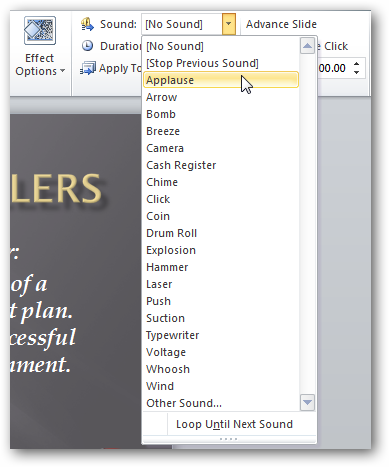 Sound: [No Sound] Advance Slide
Effect Options
Duratio
e Click
Apply To
00.00
[No Sound]
[Stop Previous Sound]
Applause
Arrow
Bomb
Breeze
Camera
Cash Register
Chime
Click
Coin
Drum Roll
Explosion
Hammer
Laser
Push
Suction
Typewriter
Voltage
Whoosh
Wind
Other Sound...
Loop Until Next Sound
LERS
r:
of a
t plan.
cessful
nment.